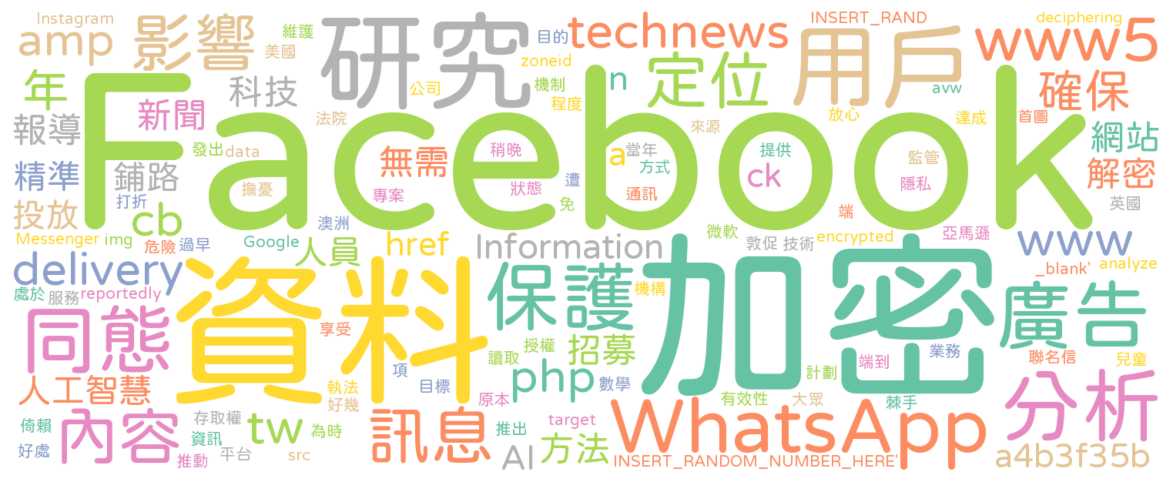 Instagram
維護
目的
technews
INSERT_RAND
deciphering
amp
影響
美國
研究
zoneid
用戶
www5
年
科技
公司
機制
n
定位
avw
確保
新聞
法院
程度
放心
達成
首圖
Facebook
報導
發出
data
無需
稍晚
a
當年
來源
提供
監管
網站
精準
鋪路
擔憂
專案
狀態
遭
方式
ck
隱私
解密
投放
打折
cb
澳洲
免
通訊
端
英國
Messenger
img
危險
過早
Google
人員
href
Information
微軟
敦促
技術
encrypted
亞馬遜
www
delivery
資料
保護
加密
_blank'
analyze
處於
服務
reportedly
機構
廣告
同態
享受
授權
招募
端到
業務
聯名信
兒童
人工智慧
執法
好幾
項
目標
讀取
原本
php
數學
計劃
有效性
大眾
棘手
分析
倚賴
內容
存取權
資訊
tw
為時
訊息
推出
target
WhatsApp
好處
推動
平台
src
AI
方法
INSERT_RANDOM_NUMBER_HERE'
a4b3f35b